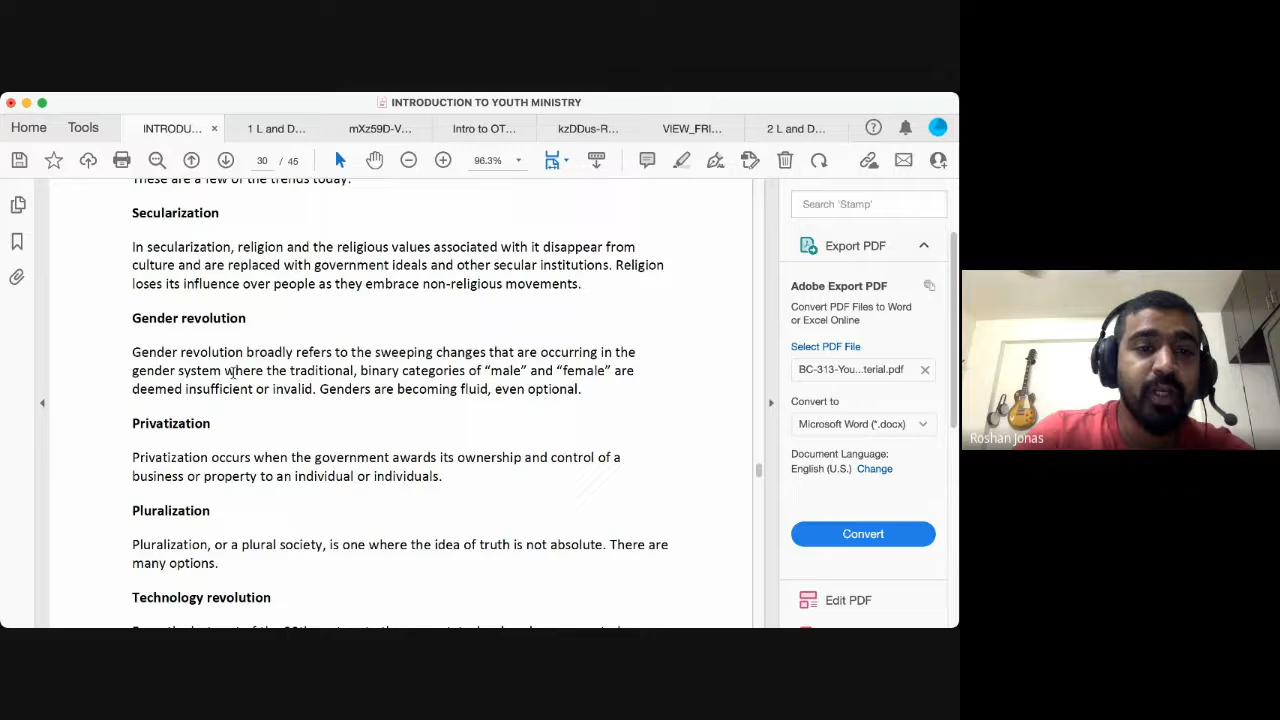 INTRODUCTION TO YOUTH MINISTRY
Home Tools INTRODU... × 1 L and D... mXz59D-V... Intro to OT... kzDDus-R... VIEW_FRI... 2 L and D...
30 / 45 96.3%
These are a few of the trends today:
Secularization
In secularization, religion and the religious values associated with it disappear from
culture and are replaced with government ideals and other secular institutions. Religion
loses its influence over people as they embrace non-religious movements.
Gender revolution
Gender revolution broadly refers to the sweeping changes that are occurring in the
gender system where the traditional, binary categories of “male” and “female” are
deemed insufficient or invalid. Genders are becoming fluid, even optional.
Privatization
Privatization occurs when the government awards its ownership and control of a
business or property to an individual or individuals.
Pluralization
Pluralization, or a plural society, is one where the idea of truth is not absolute. There are
many options.
Technology revolution
Search 'Stamp'
Export PDF
Adobe Export PDF
Convert PDF Files to Word
or Excel Online
Select PDF File
BC-313-You...terial.pdf
Convert to
Microsoft Word (*.docx)
Document Language:
English (U.S.) Change
Convert
Edit PDF
Roshan Jonas